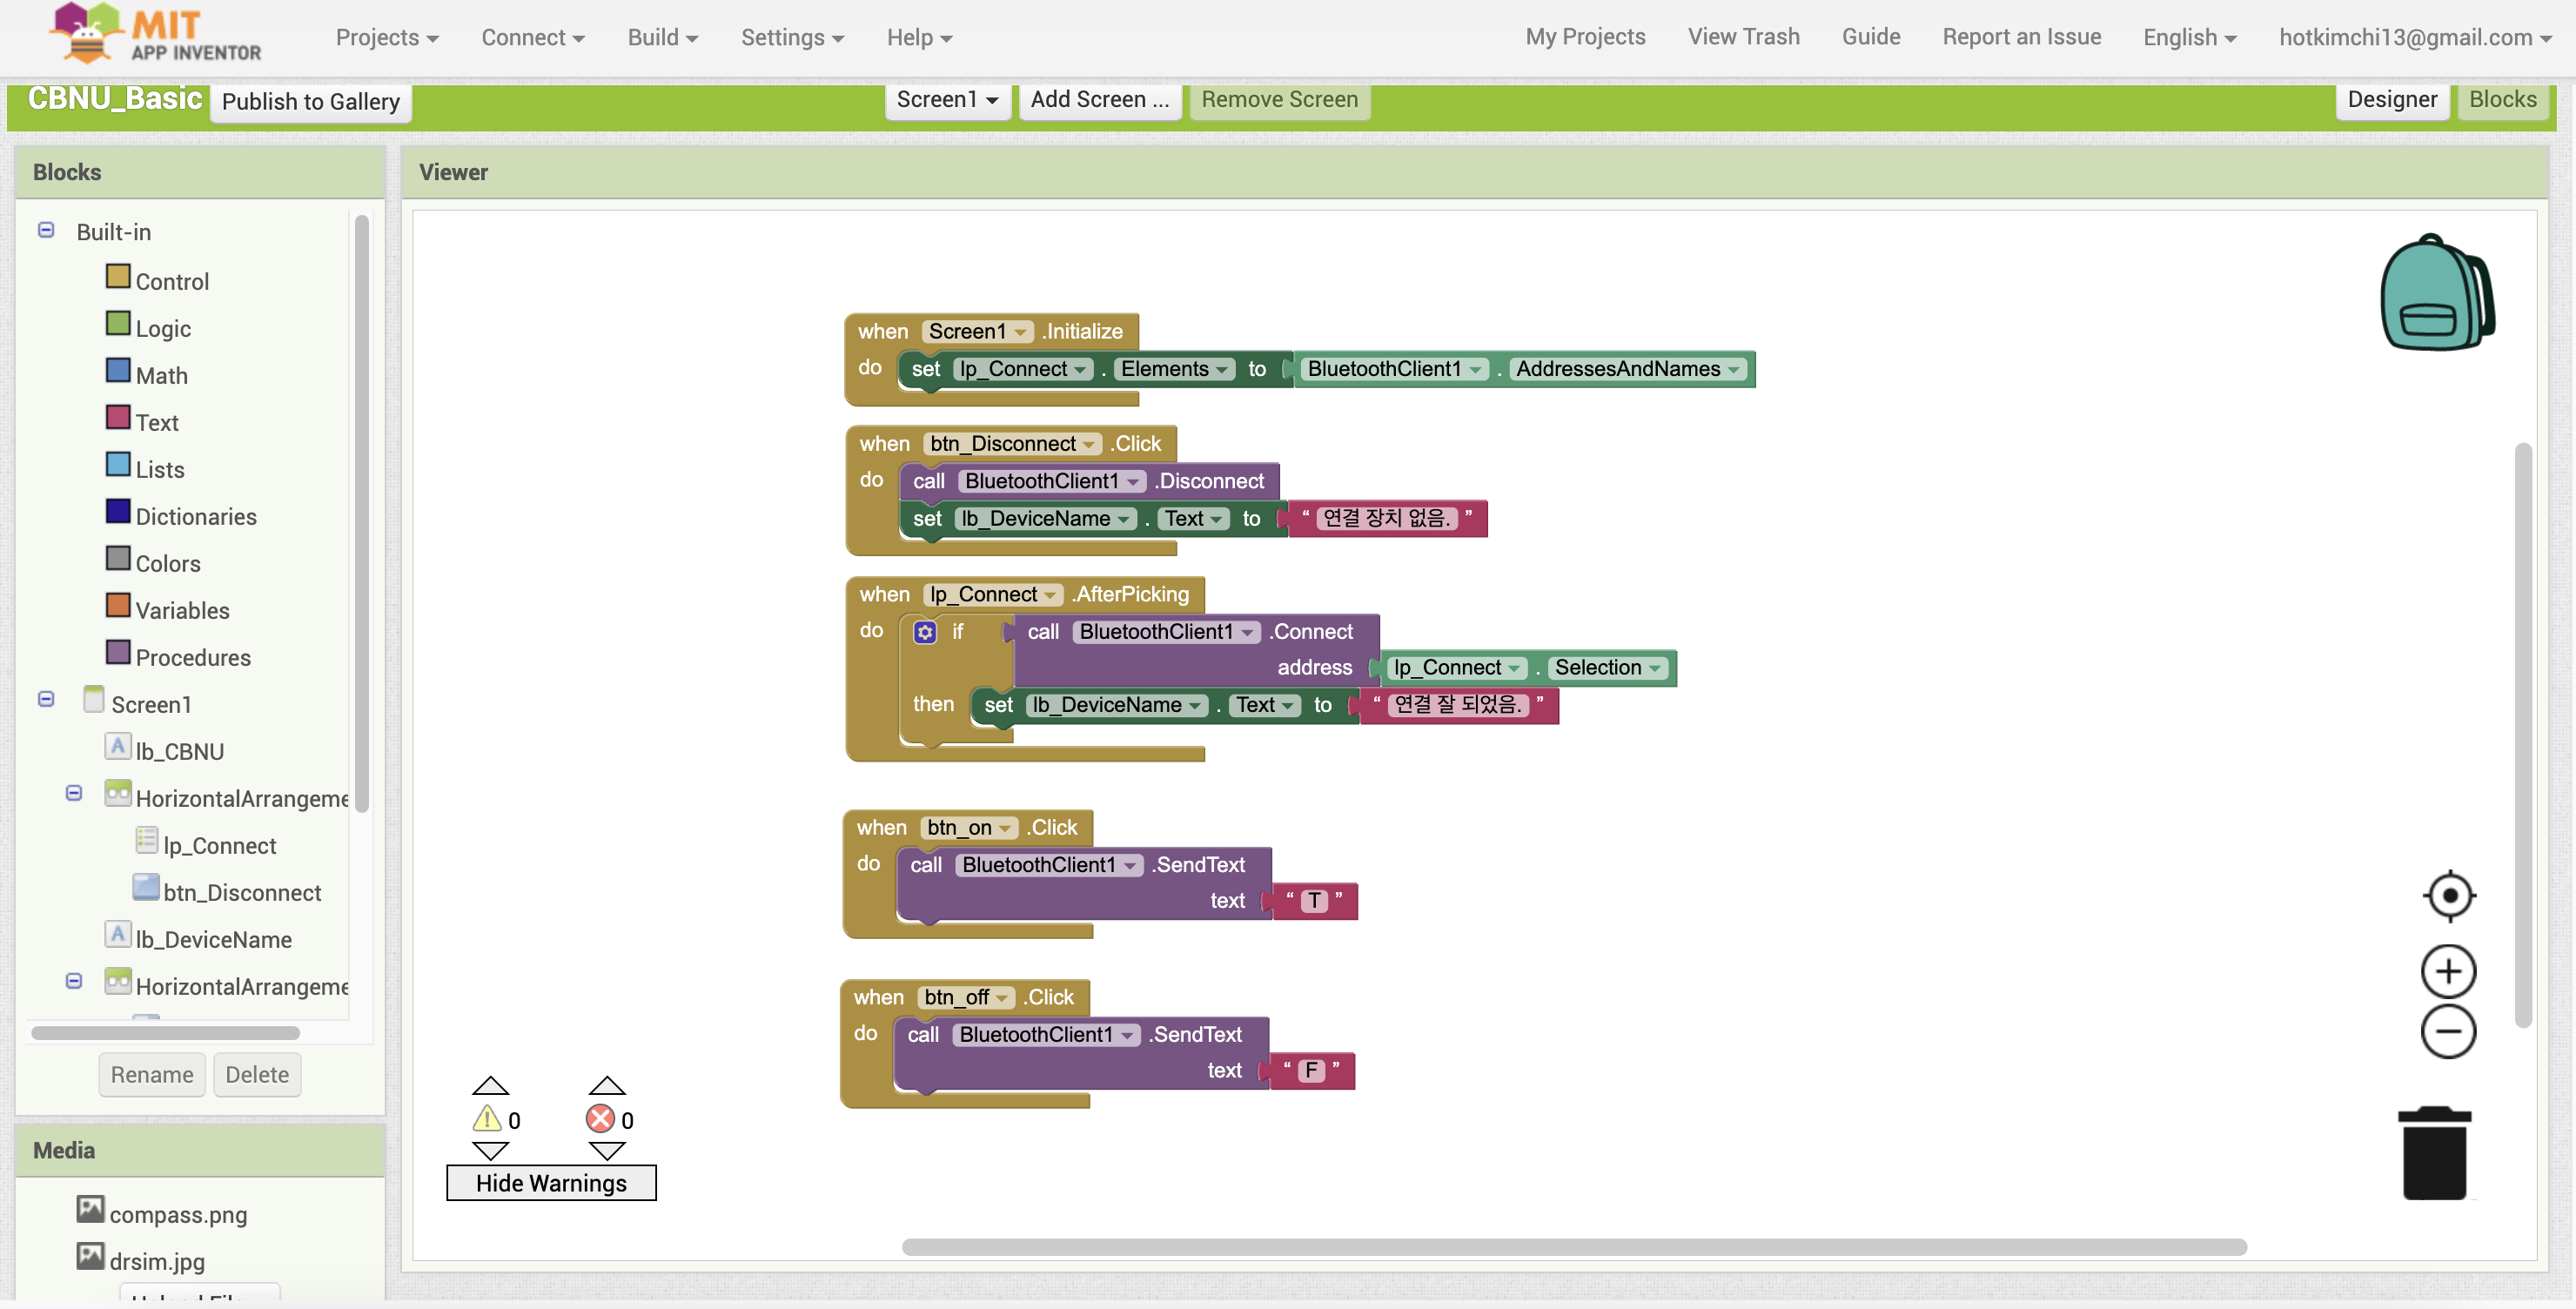 MIT
APP INVENTOR
Projects Connect Build Settings Help My Projects View Trash Guide Report an Issue English hotkimchi13@gmail.com
CBNU_Basic Publish to Gallery Screen1 Add Screen ... Remove Screen Designer Blocks
Blocks
Built-in
Control
Logic
Math
Text
Lists
Dictionaries
Colors
Variables
Procedures
Screen1
lb_CBNU
HorizontalArrangeme
lp_Connect
btn_Disconnect
lb_DeviceName
HorizontalArrangeme
Rename Delete
Media
compass.png
drsim.jpg
Viewer
when Screen1 .Initialize
do set lp_Connect . Elements to BluetoothClient1 . AddressesAndNames
when btn_Disconnect .Click
do call BluetoothClient1 .Disconnect
set lb_DeviceName . Text to “ 연결 장치 없음. ”
when lp_Connect .AfterPicking
do if call BluetoothClient1 .Connect
address lp_Connect . Selection
then set lb_DeviceName . Text to “ 연결 잘 되었음. ”
when btn_on .Click
do call BluetoothClient1 .SendText
text “ T ”
when btn_off .Click
do call BluetoothClient1 .SendText
text “ F ”
0 0
Hide Warnings